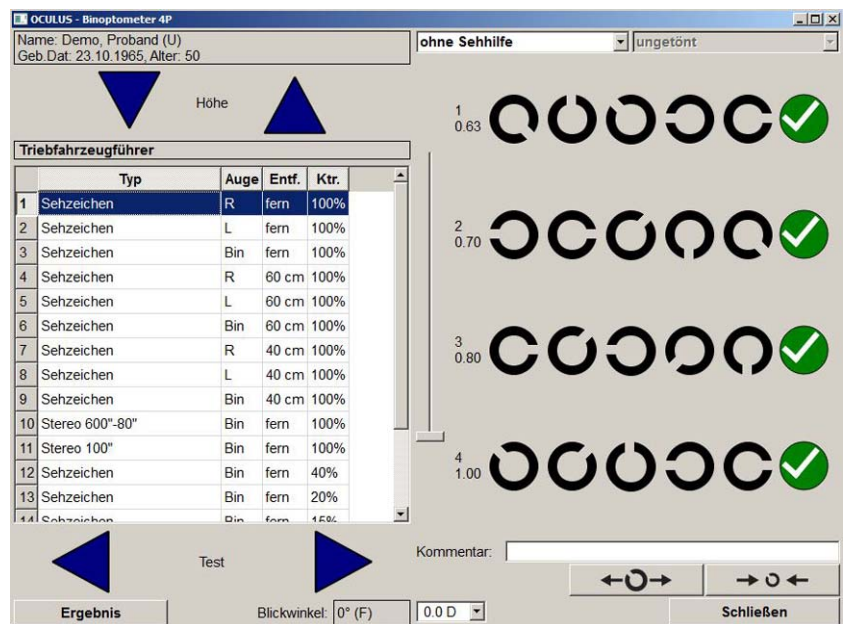 OCULUS - Binoptometer 4P
Name: Demo, Proband (U)
Geb.Dat: 23.10.1965, Alter: 50
ohne Sehhilfe
ungetönt
Höhe
Triebfahrzeugführer
Typ Auge Entf. Ktr.
1 Sehzeichen R fern 100%
2 Sehzeichen L fern 100%
3 Sehzeichen Bin fern 100%
4 Sehzeichen R 60 cm 100%
5 Sehzeichen L 60 cm 100%
6 Sehzeichen Bin 60 cm 100%
7 Sehzeichen R 40 cm 100%
8 Sehzeichen L 40 cm 100%
9 Sehzeichen Bin 40 cm 100%
10 Stereo 600"-80" Bin fern 100%
11 Stereo 100" Bin fern 100%
12 Sehzeichen Bin fern 40%
13 Sehzeichen Bin fern 20%
14 Sehzeichen Bin fern 15%
1
0.63
2
0.70
3
0.80
4
1.00
Test
Kommentar:
Ergebnis
Blickwinkel: 0° (F)
0.0 D
Schließen